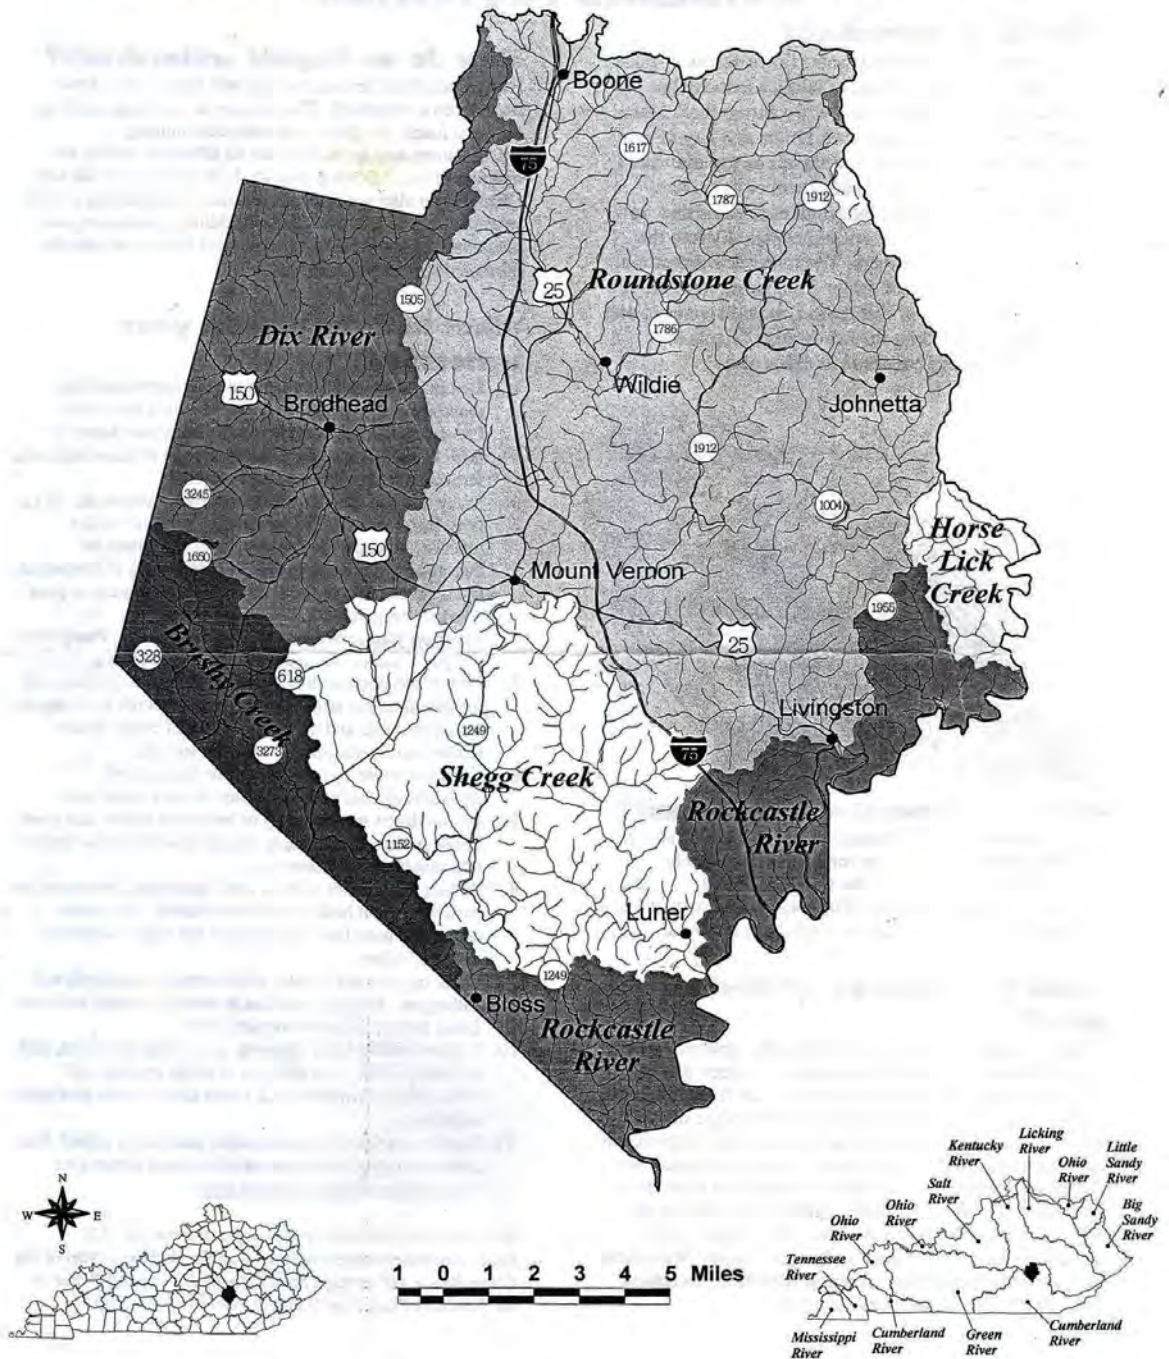 Boone
75
1617
1787
1912
25
Roundstone Creek
1505
1786
Dix River
150
Brodhead
Wildie
Johnetta
1912
3245
1004
Horse
Lick
Creek
1650
150
Mount Vernon
1955
Brushy Creek
328
618
25
Livingston
1249
3273
75
Shegg Creek
Rockcastle
River
1152
Luner
1249
Bloss
Rockcastle
River
N
W E
S
1 0 1 2 3 4 5 Miles
Kentucky
River
Licking
River
Ohio
River
Little
Sandy
River
Salt
River
Big
Sandy
River
Ohio
River
Ohio
River
Tennessee
River
Mississippi
River
Cumberland
River
Green
River
Cumberland
River